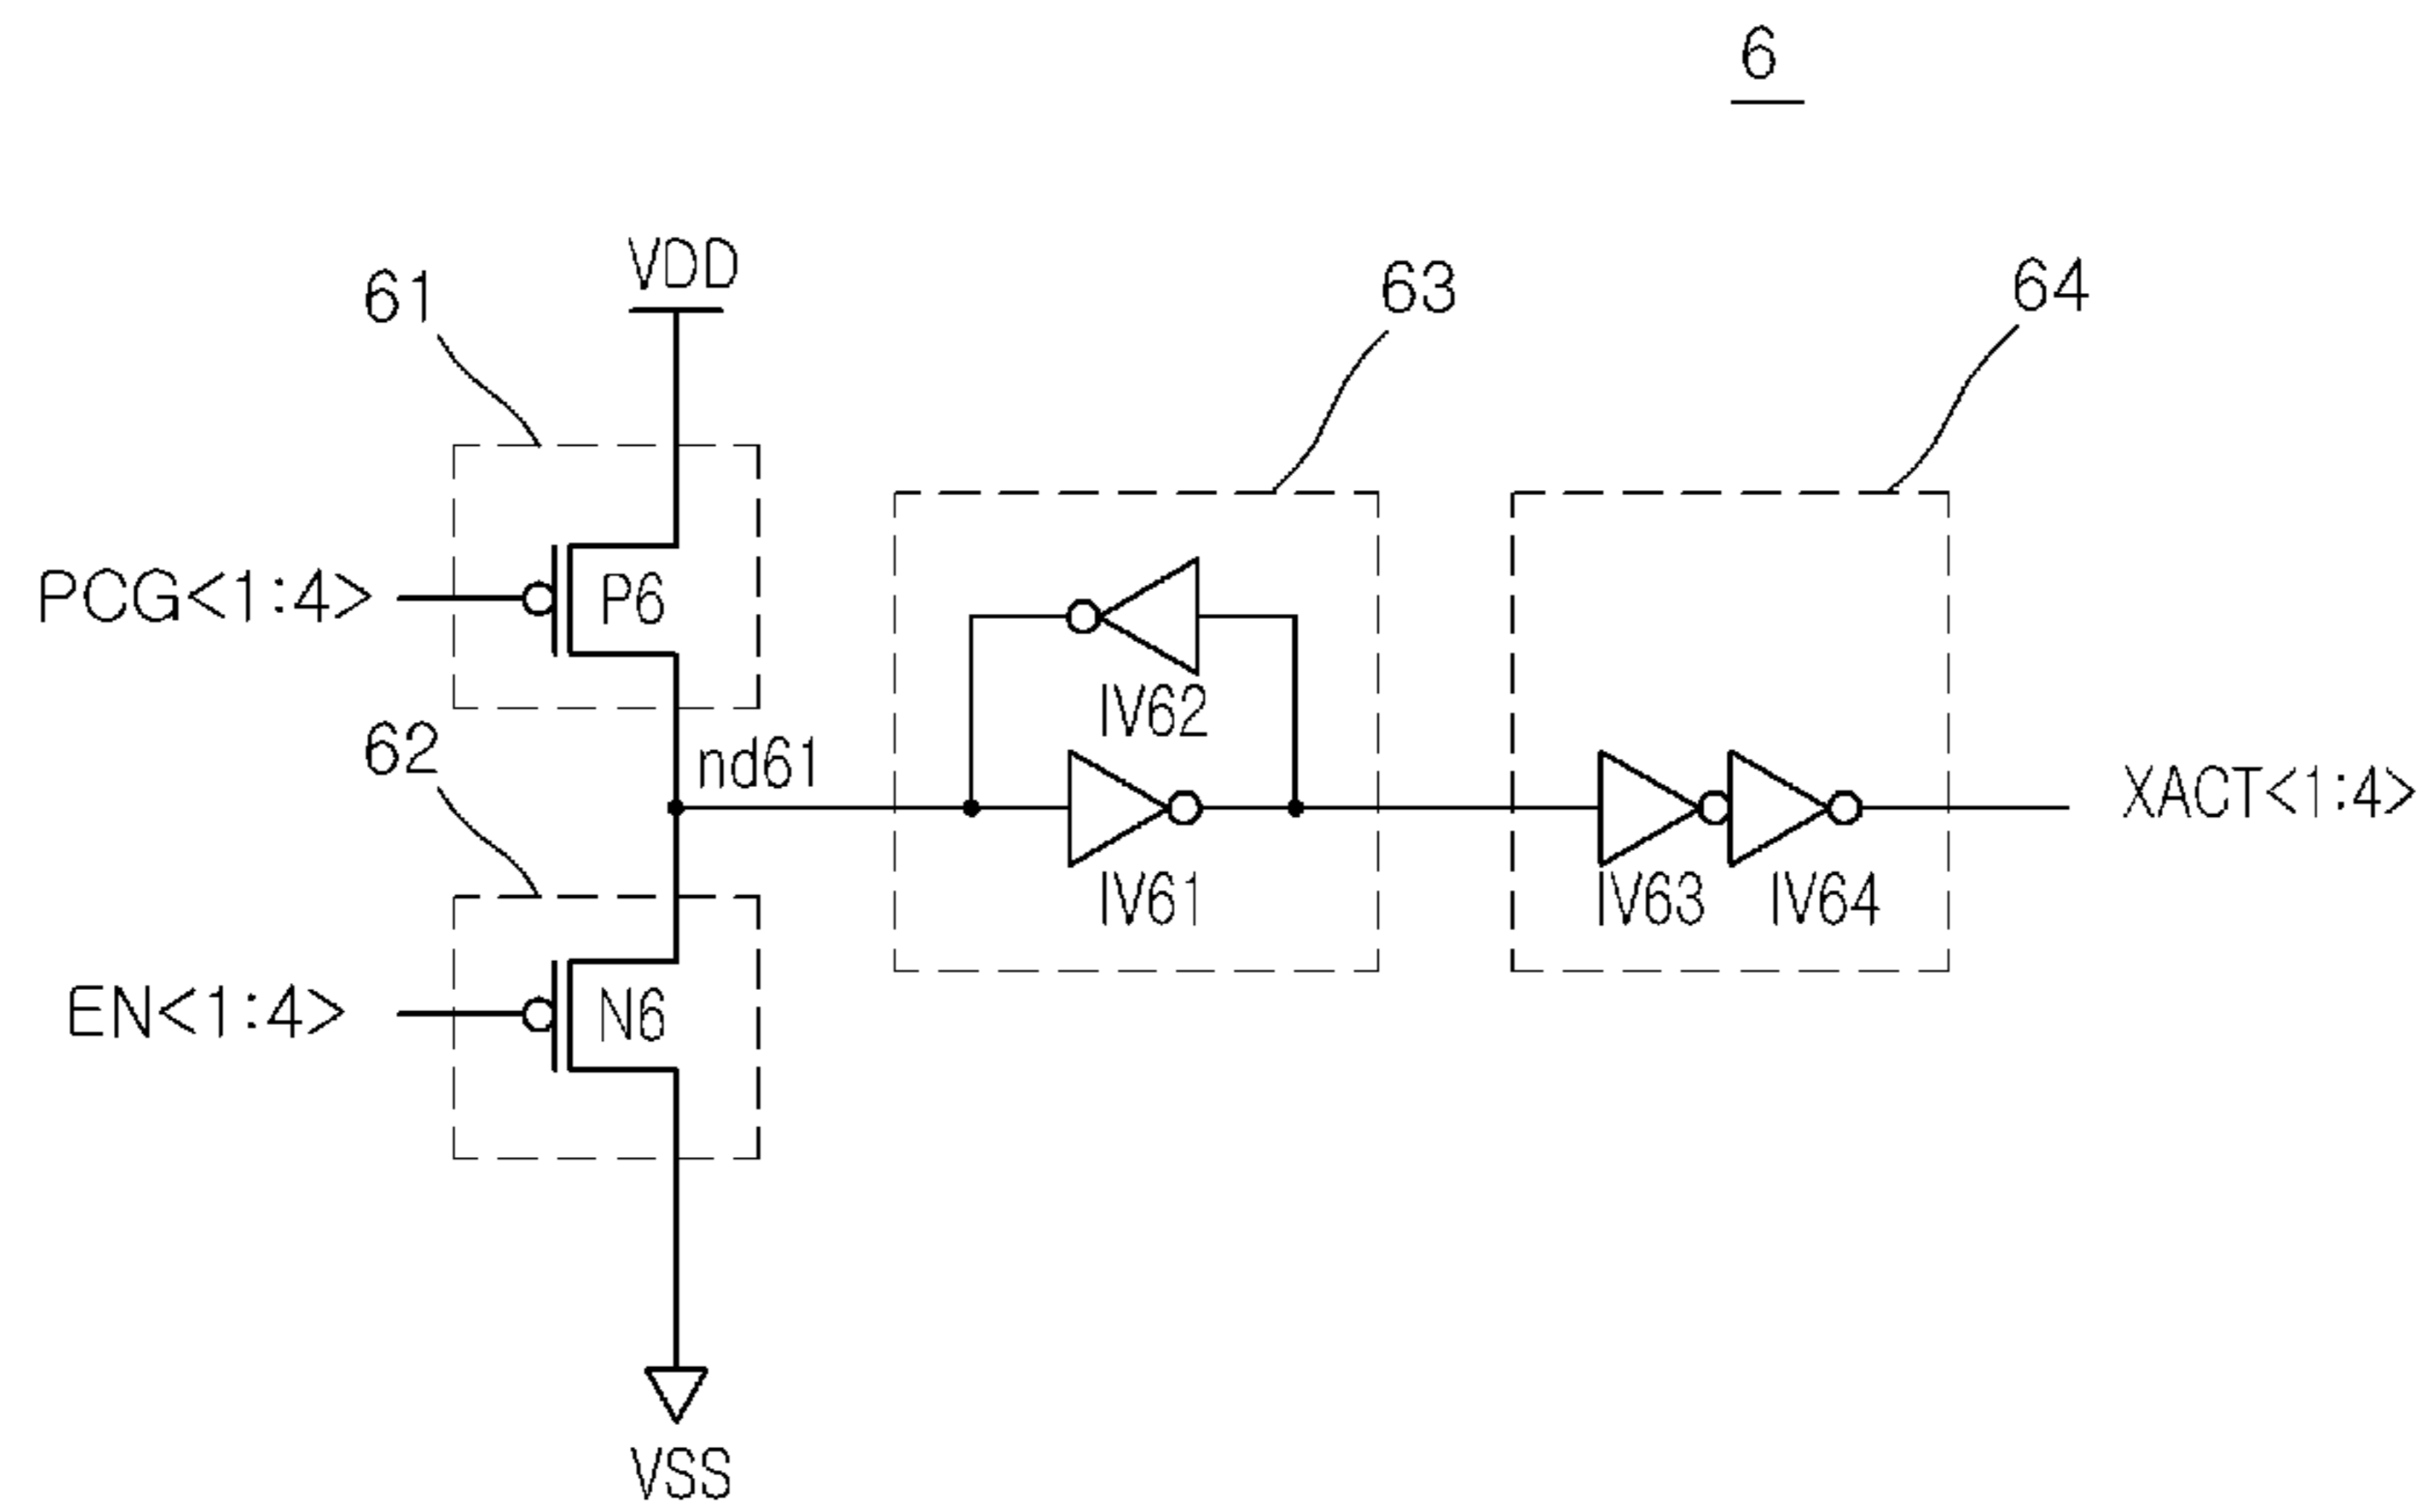 6
VDD
61
63
64
PCG<1:4>
P6
IV62
62
nd61
XACT<1:4>
IV61
IV63
IV64
EN<1:4>
N6
VSS